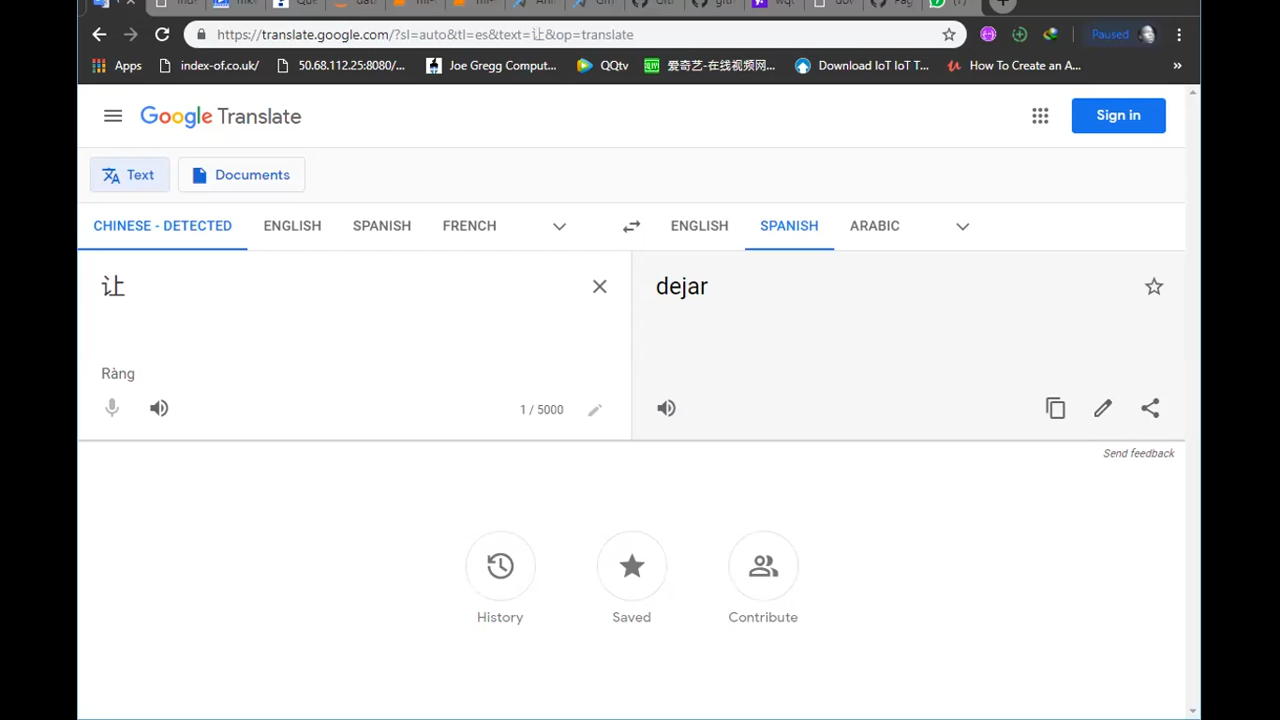 https://translate.google.com/?sl=auto&tl=es&text=让&op=translate
Paused
Apps
index-of.co.uk/
50.68.112.25:8080/...
Joe Gregg Comput...
QQtv
爱奇艺-在线视频网...
Download IoT IoT T...
How To Create an A...
»
Google Translate
Sign in
Text
Documents
CHINESE - DETECTED
ENGLISH
SPANISH
FRENCH
ENGLISH
SPANISH
ARABIC
让
dejar
Ràng
1 / 5000
Send feedback
History
Saved
Contribute